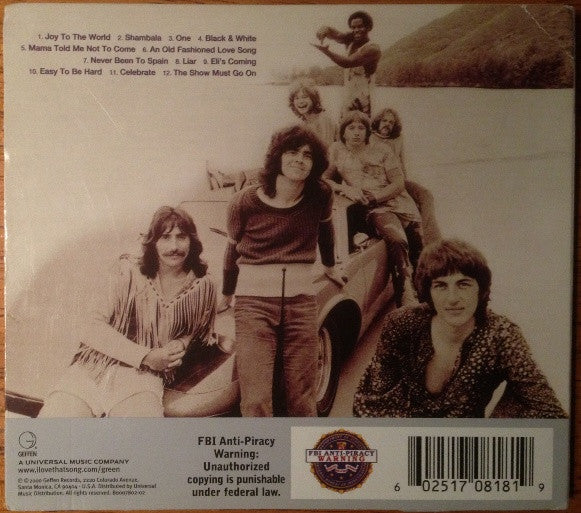 1. Joy To The World   2. Shambala   3. One   4. Black & White
5. Mama Told Me Not To Come   6. An Old Fashioned Love Song
7. Never Been To Spain   8. Liar   9. Eli's Coming
10. Easy To Be Hard   11. Celebrate   12. The Show Must Go On
GEFFEN
A UNIVERSAL MUSIC COMPANY
www.ilovethatsong.com/green
© ℗ 2000 Geffen Records, 2220 Colorado Avenue,
Santa Monica, CA 90404 - U.S.A. Distributed by Universal
Music Distribution. All rights reserved. B0007802-02
FBI Anti-Piracy
Warning:
Unauthorized
copying is punishable
under federal law.
FBI ANTI-PIRACY
WARNING
6 02517 08181 9